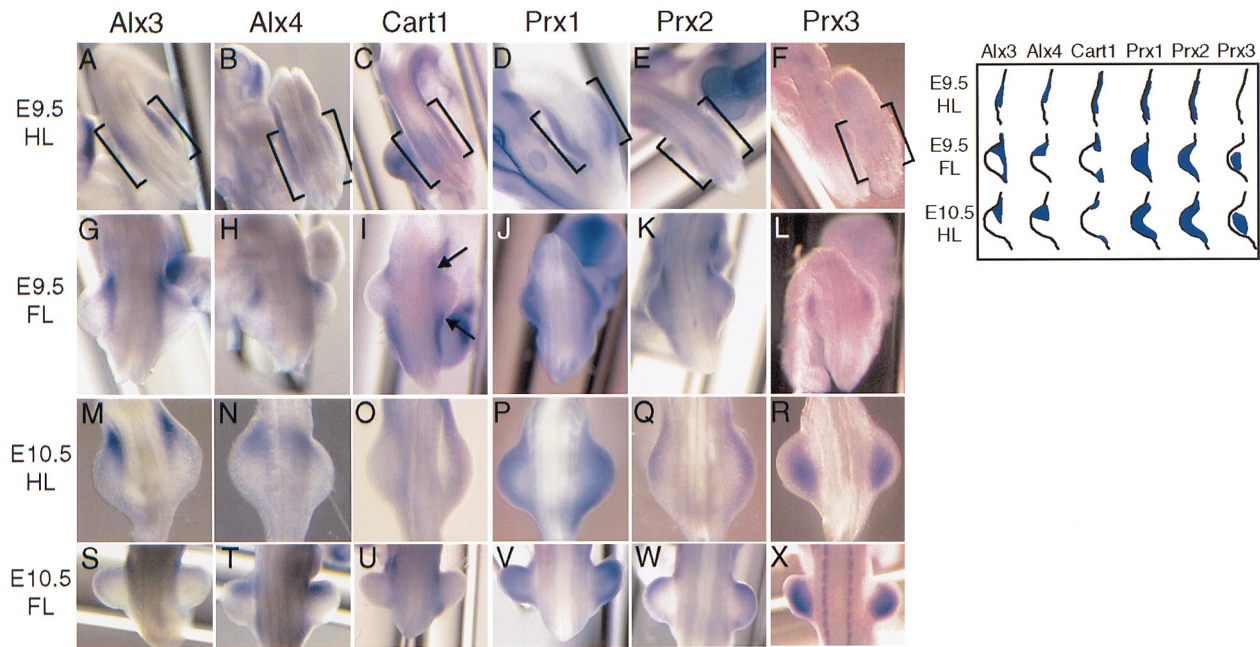 Alx3 Alx4 Cart1 Prx1 Prx2 Prx3
E9.5
HL
A B C D E F
E9.5
FL
G H I J K L
E10.5
HL
M N O P Q R
E10.5
FL
S T U V W X
Alx3 Alx4 Cart1 Prx1 Prx2 Prx3
E9.5
HL
E9.5
FL
E10.5
HL